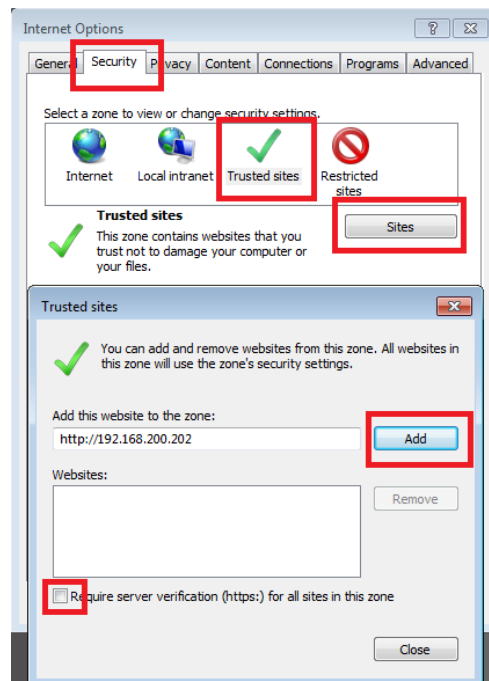 Internet Options
General Security Privacy Content Connections Programs Advanced
Select a zone to view or change security settings.
Internet Local intranet Trusted sites Restricted
sites
Trusted sites
Sites
This zone contains websites that you
trust not to damage your computer or
your files.
Trusted sites
You can add and remove websites from this zone. All websites in
this zone will use the zone's security settings.
Add this website to the zone:
http://192.168.200.202 Add
Websites:
Remove
Require server verification (https:) for all sites in this zone
Close